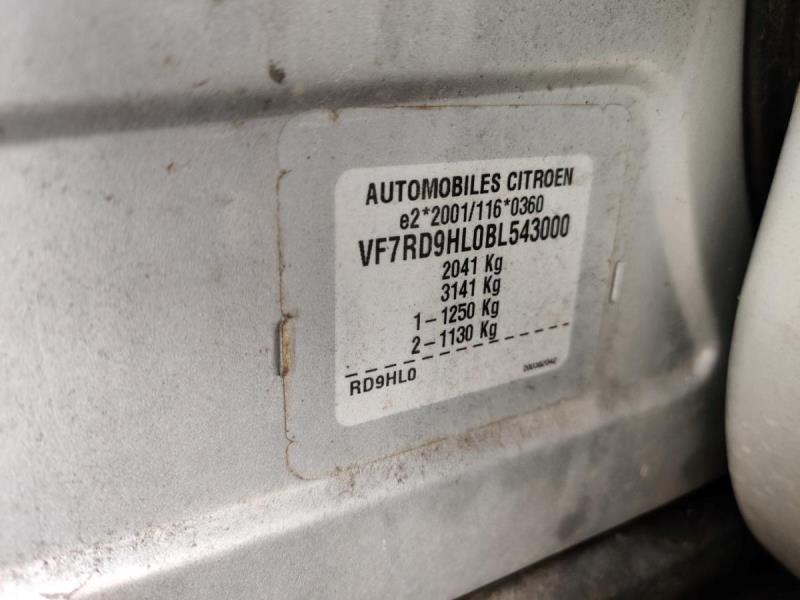 AUTOMOBILES CITROEN
e2*2001/116*0360
VF7RD9HL0BL543000
2041 Kg
3141 Kg
1-1250 Kg
2-1130 Kg
RD9HL0